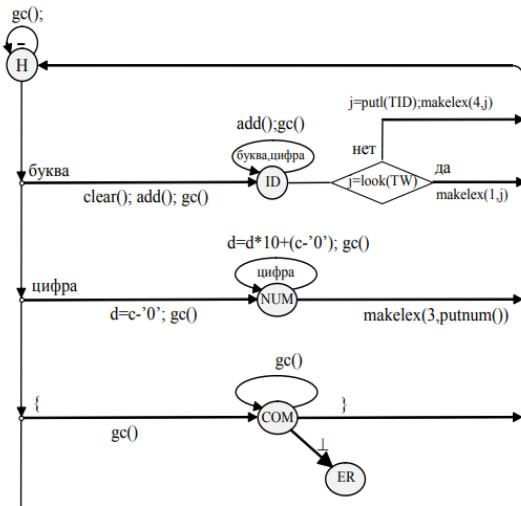 gc();
-
H
j=putl(TID);makelex(4,j)
add();gc()
нет
буква
буква,цифра
да
ID
j=look(TW)
clear(); add(); gc()
makelex(1,j)
d=d*10+(c-'0'); gc()
цифра
цифра
NUM
d=c-'0'; gc()
makelex(3,putnum())
gc()
{
COM
}
gc()
⊥
ER